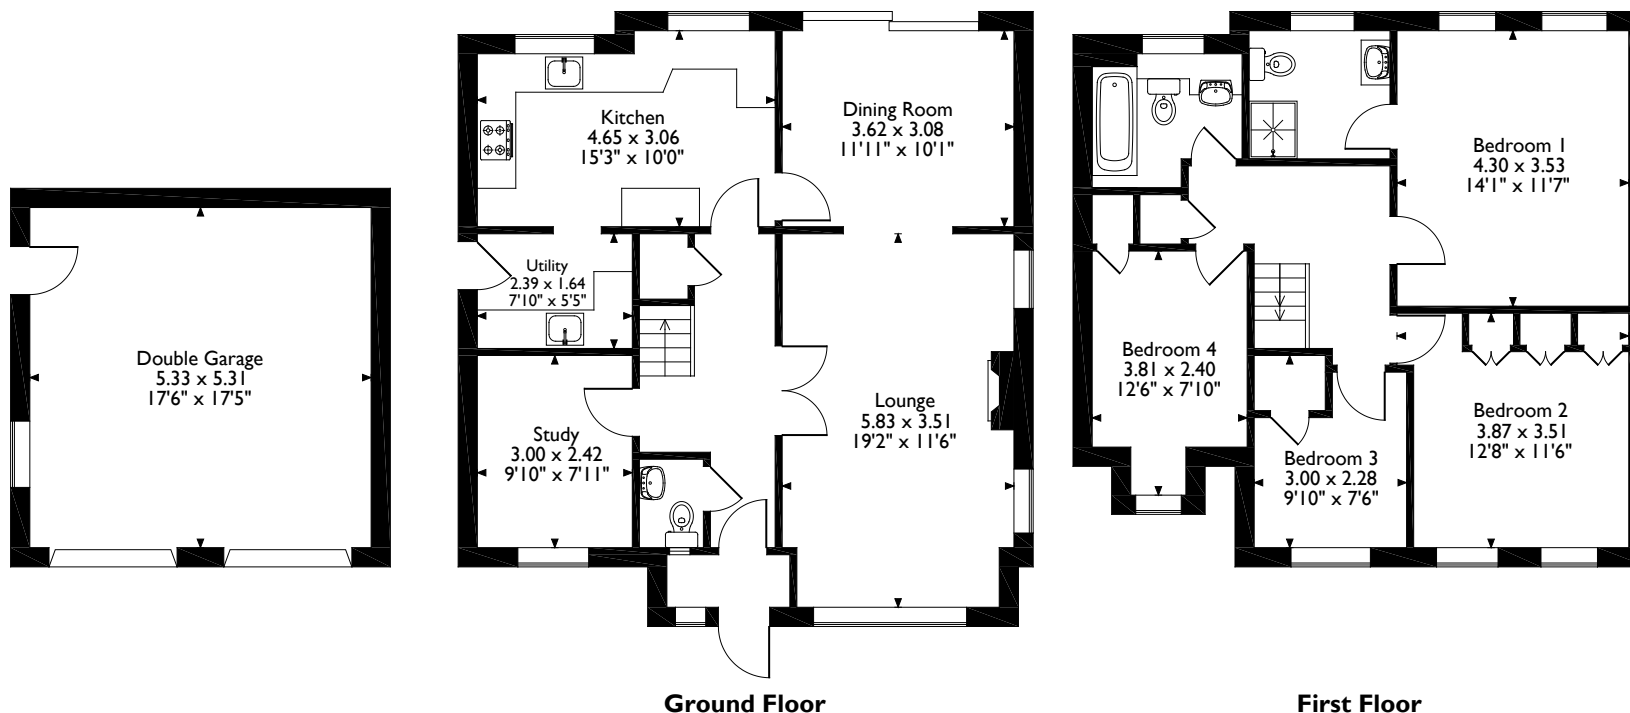 Double Garage
5.33 x 5.31
17'6" x 17'5"
Kitchen
4.65 x 3.06
15'3" x 10'0"
Dining Room
3.62 x 3.08
11'11" x 10'1"
Utility
2.39 x 1.64
7'10" x 5'5"
Study
3.00 x 2.42
9'10" x 7'11"
Lounge
5.83 x 3.51
19'2" x 11'6"
Ground Floor
Bedroom 1
4.30 x 3.53
14'1" x 11'7"
Bedroom 4
3.81 x 2.40
12'6" x 7'10"
Bedroom 2
3.87 x 3.51
12'8" x 11'6"
Bedroom 3
3.00 x 2.28
9'10" x 7'6"
First Floor